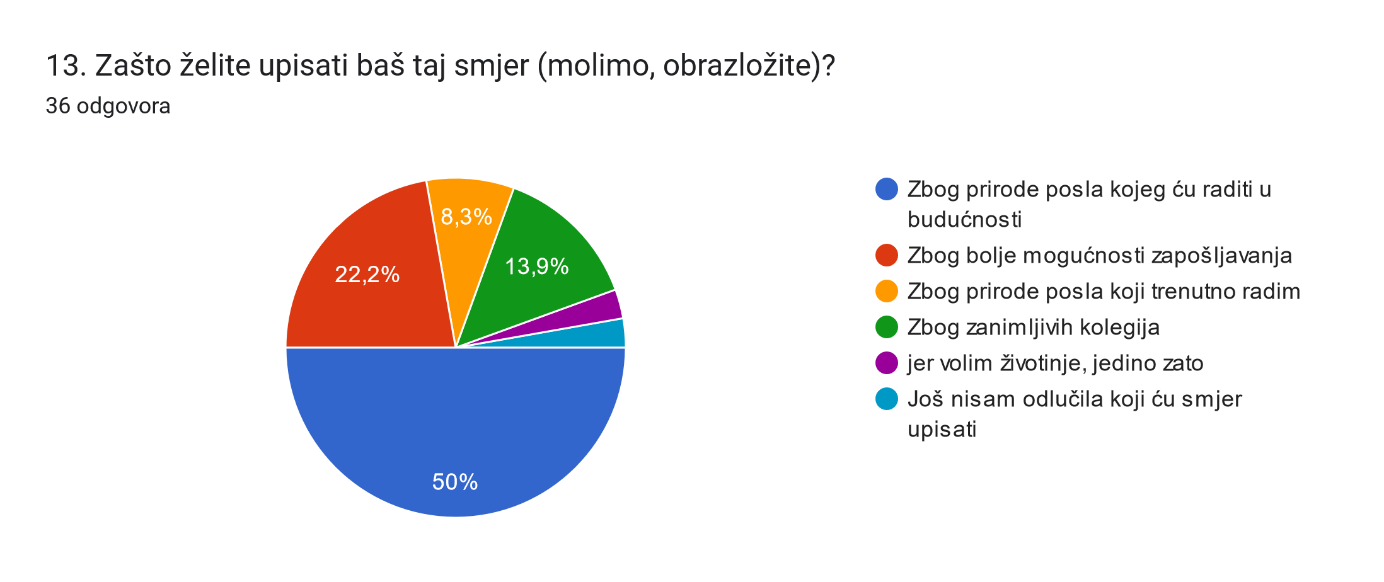 13. Zašto želite upisati baš taj smjer (molimo, obrazložite)?
36 odgovora
8,3%
22,2%
13,9%
50%
Zbog prirode posla kojeg ću raditi u
budućnosti
Zbog bolje mogućnosti zapošljavanja
Zbog prirode posla koji trenutno radim
Zbog zanimljivih kolegija
jer volim životinje, jedino zato
Još nisam odlučila koji ću smjer
upisati